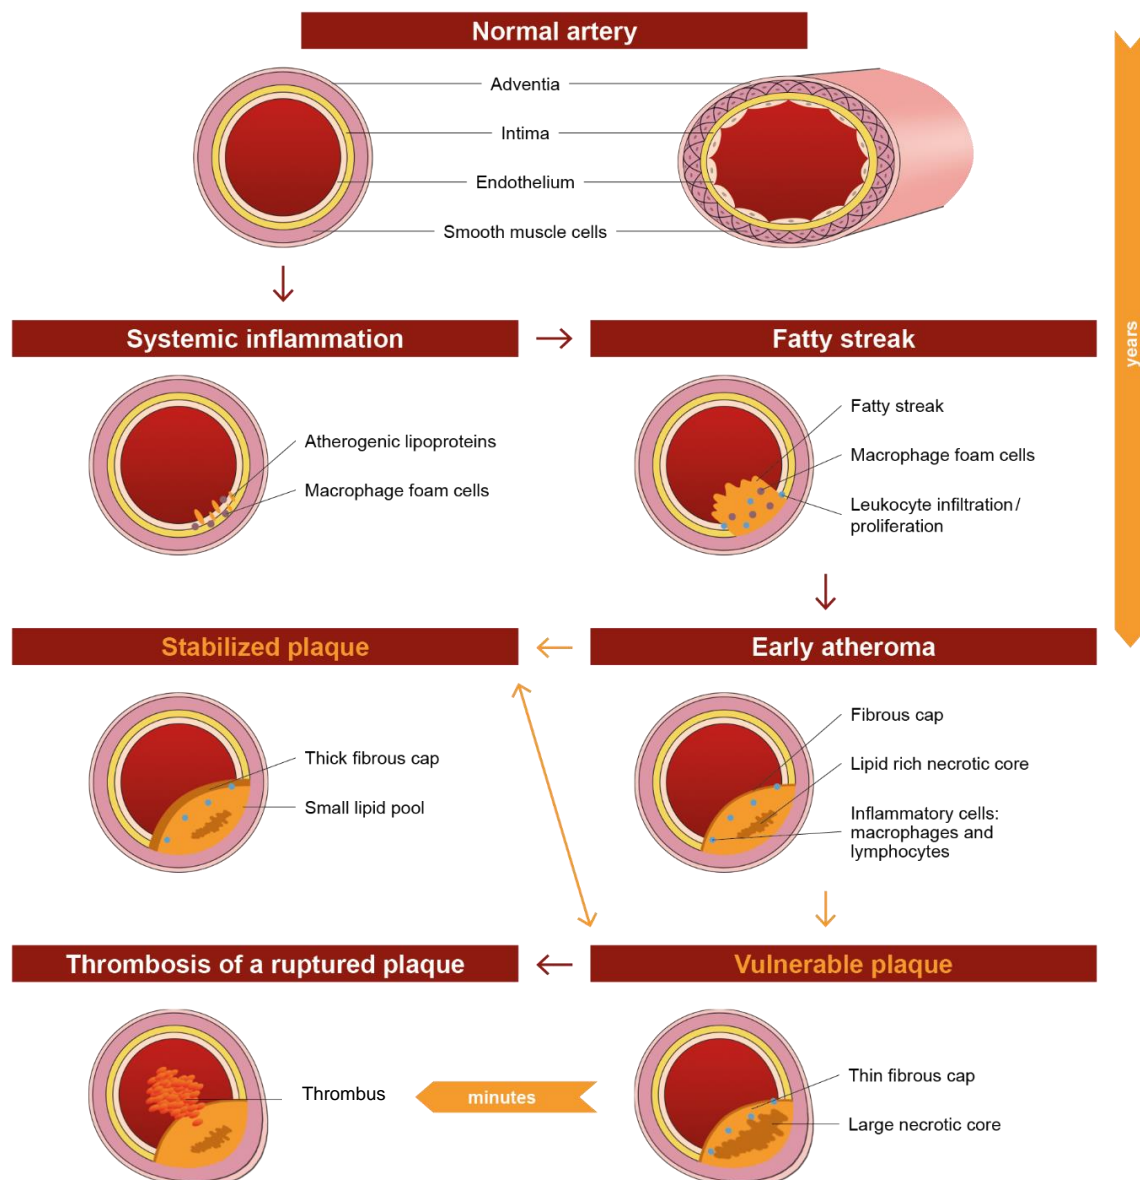 Normal artery
Adventia
Intima
Endothelium
Smooth muscle cells
years
Systemic inflammation
Atherogenic lipoproteins
Macrophage foam cells
Fatty streak
Fatty streak
Macrophage foam cells
Leukocyte infiltration/
proliferation
Stabilized plaque
Thick fibrous cap
Small lipid pool
Early atheroma
Fibrous cap
Lipid rich necrotic core
Inflammatory cells:
macrophages and
lymphocytes
Thrombosis of a ruptured plaque
Thrombus
minutes
Vulnerable plaque
Thin fibrous cap
Large necrotic core